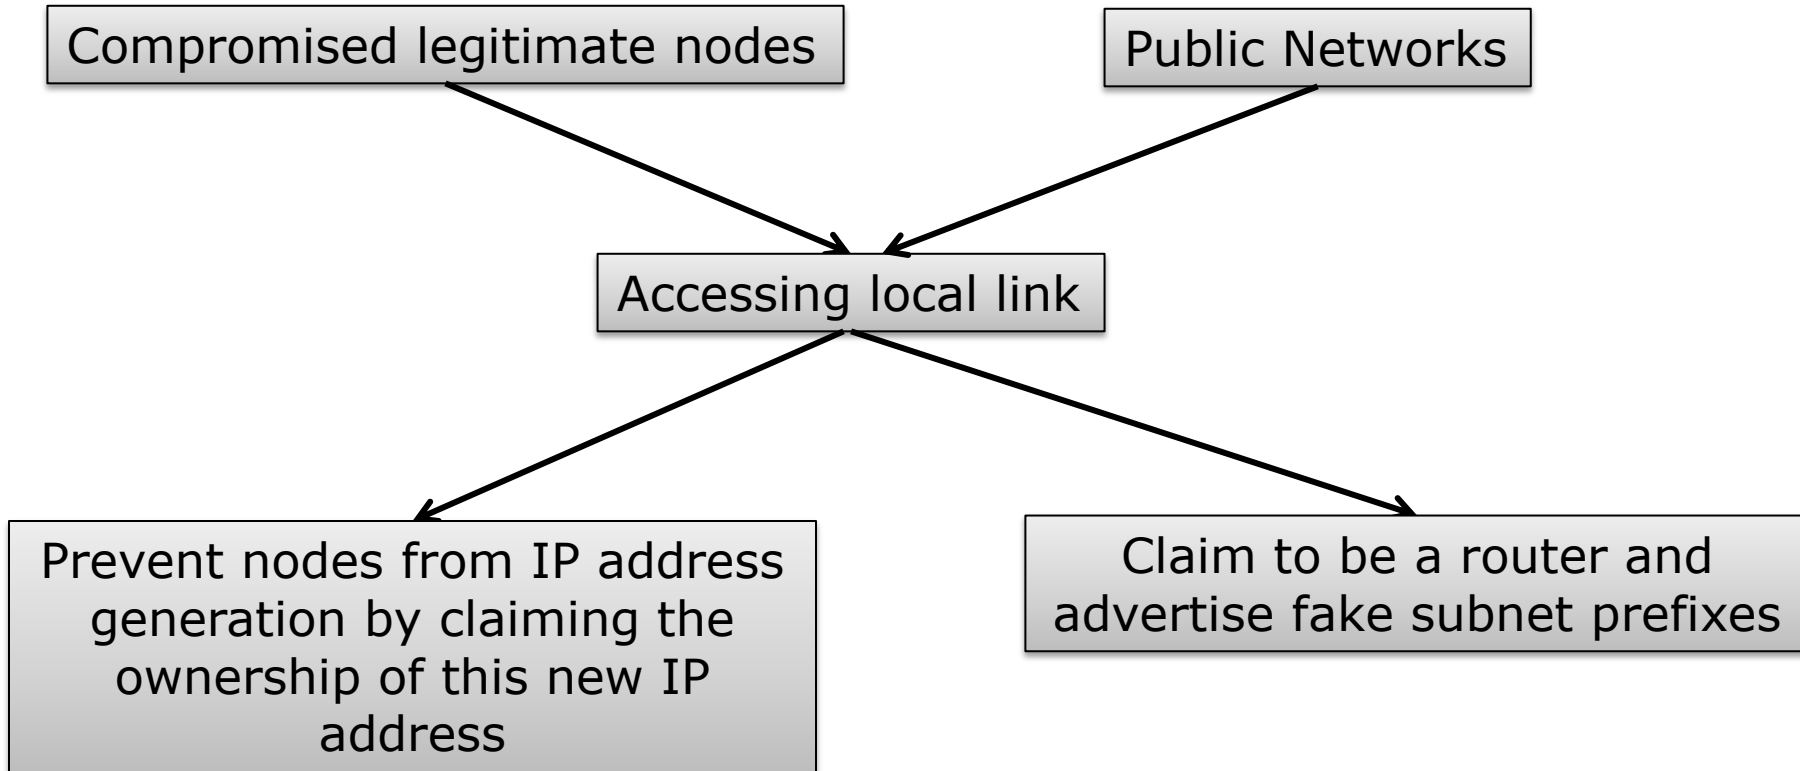 Compromised legitimate nodes
Public Networks
Accessing local link
Prevent nodes from IP address
generation by claiming the
ownership of this new IP
address
Claim to be a router and
advertise fake subnet prefixes